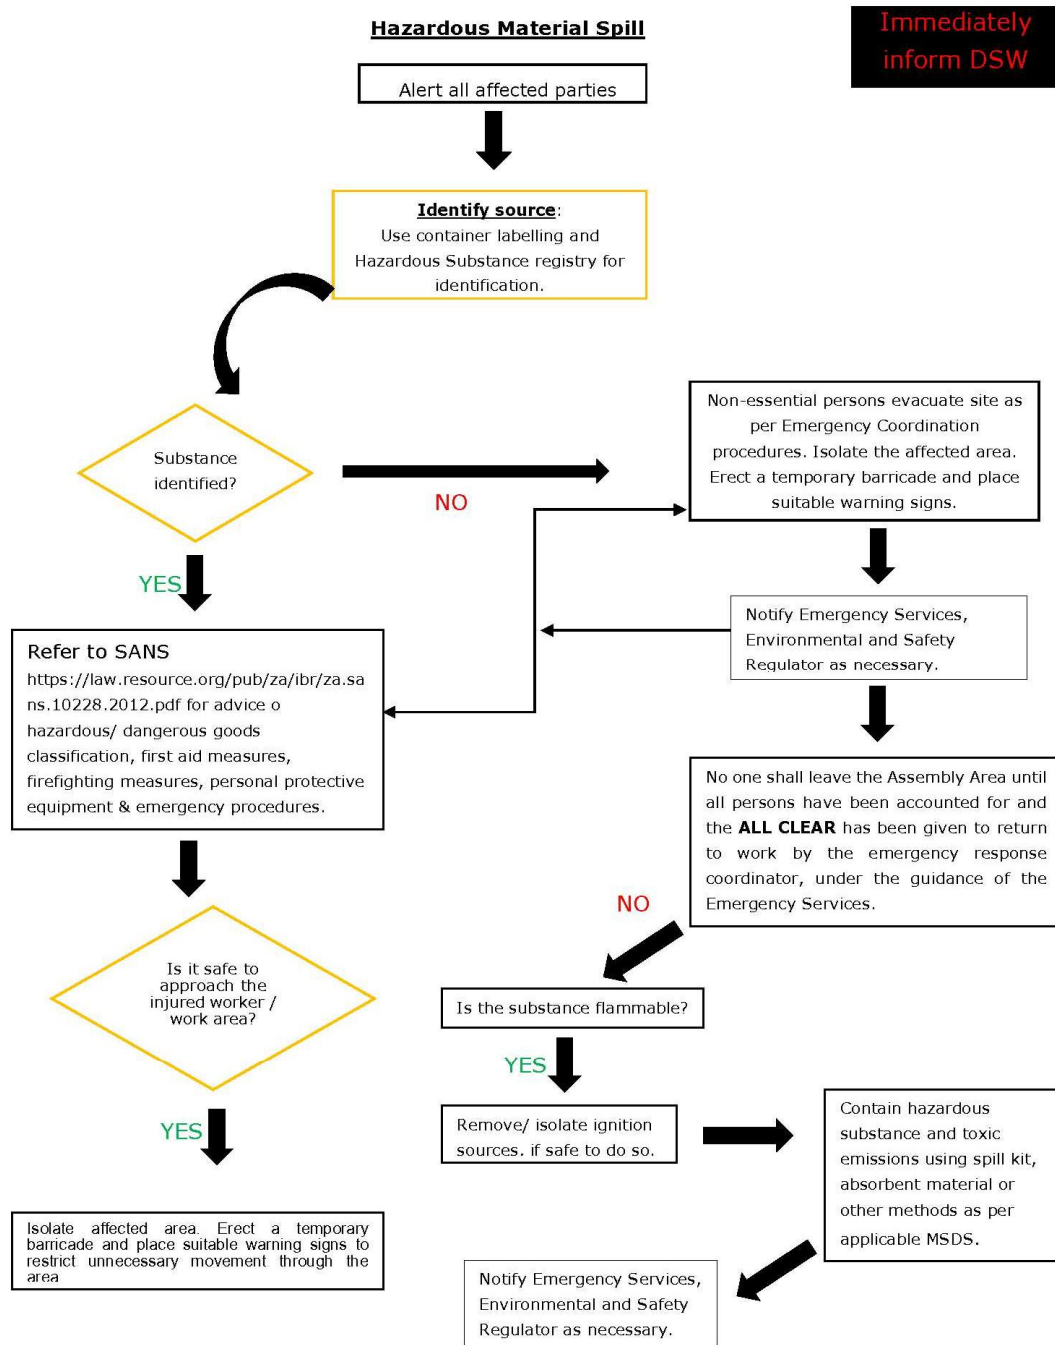 Hazardous Material Spill
Immediately
inform DSW
Alert all affected parties
Identify source:
Use container labelling and
Hazardous Substance registry for
identification.
Substance
identified?
NO
Non-essential persons evacuate site as
per Emergency Coordination
procedures. Isolate the affected area.
Erect a temporary barricade and place
suitable warning signs.
YES
Notify Emergency Services,
Environmental and Safety
Regulator as necessary.
Refer to SANS
https://law.resource.org/pub/za/ibr/za.sa
ns.10228.2012.pdf for advice o
hazardous/ dangerous goods
classification, first aid measures,
firefighting measures, personal protective
equipment & emergency procedures.
No one shall leave the Assembly Area until
all persons have been accounted for and
the ALL CLEAR has been given to return
to work by the emergency response
coordinator, under the guidance of the
Emergency Services.
NO
Is it safe to
approach the
injured worker /
work area?
Is the substance flammable?
YES
YES
Remove/ isolate ignition
sources. if safe to do so.
Contain hazardous
substance and toxic
emissions using spill kit,
absorbent material or
other methods as per
applicable MSDS.
Isolate affected area. Erect a temporary
barricade and place suitable warning signs to
restrict unnecessary movement through the
area
Notify Emergency Services,
Environmental and Safety
Regulator as necessary.